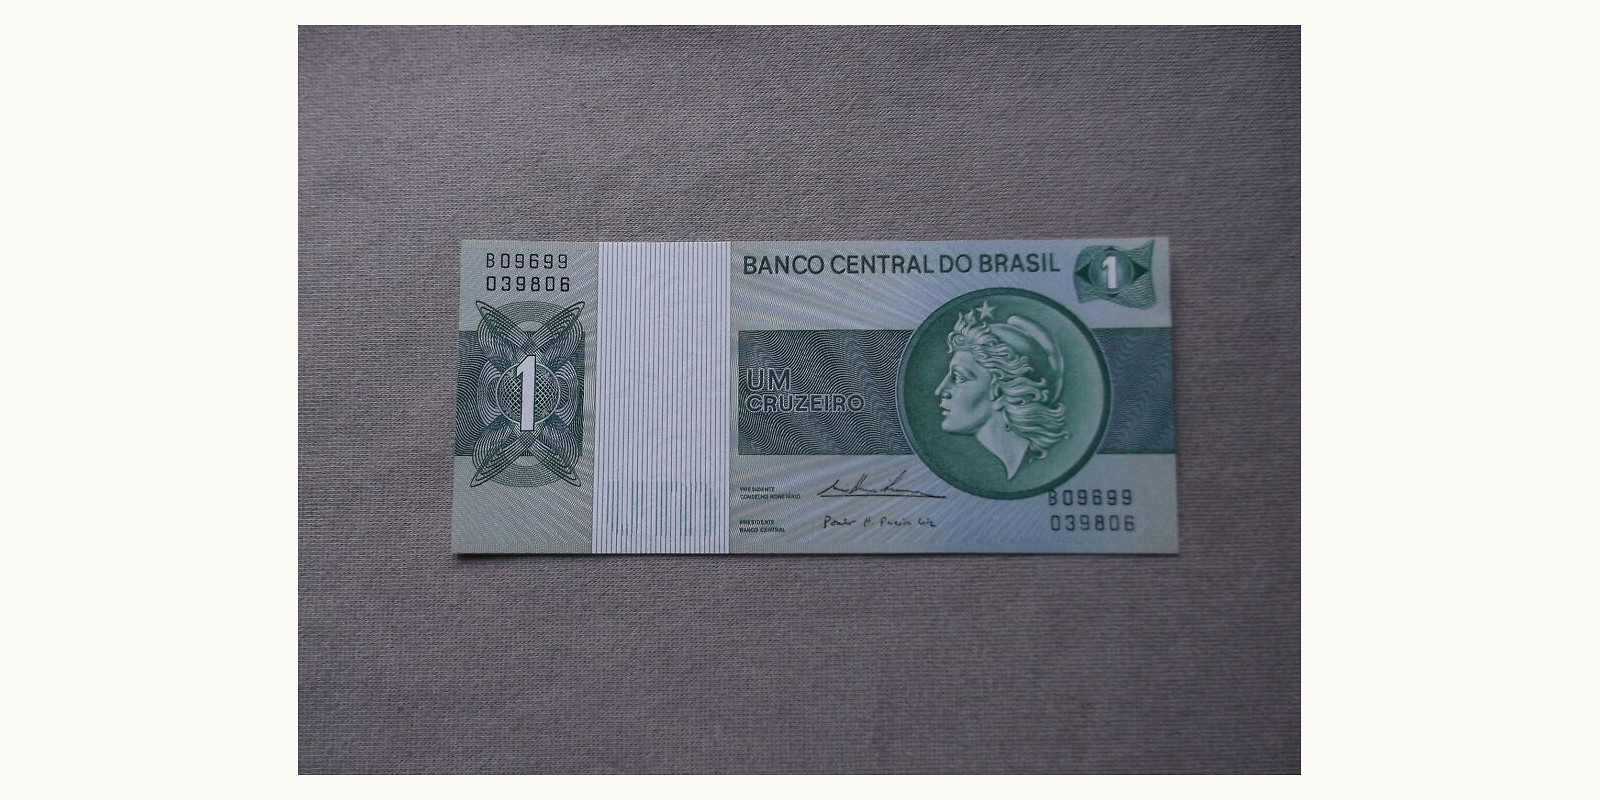 B09699
039806
1
BANCO CENTRAL DO BRASIL
1
UM
CRUZEIRO
PRESIDENTE
CONSELHO MONETÁRIO
PRESIDENTE
BANCO CENTRAL
B09699
039806